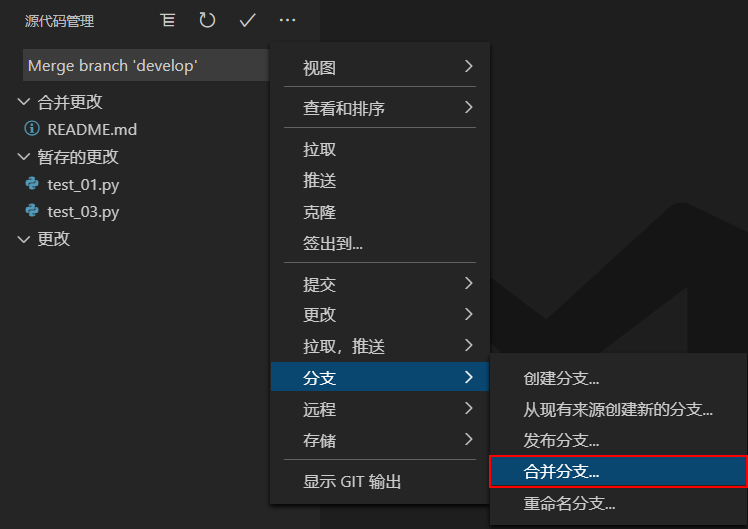 源代码管理
Merge branch 'develop'
合并更改
README.md
暂存的更改
test_01.py
test_03.py
更改
视图
查看和排序
拉取
推送
克隆
签出到...
提交
更改
拉取，推送
分支
远程
存储
显示 GIT 输出
创建分支...
从现有来源创建新的分支...
发布分支...
合并分支...
重命名分支...